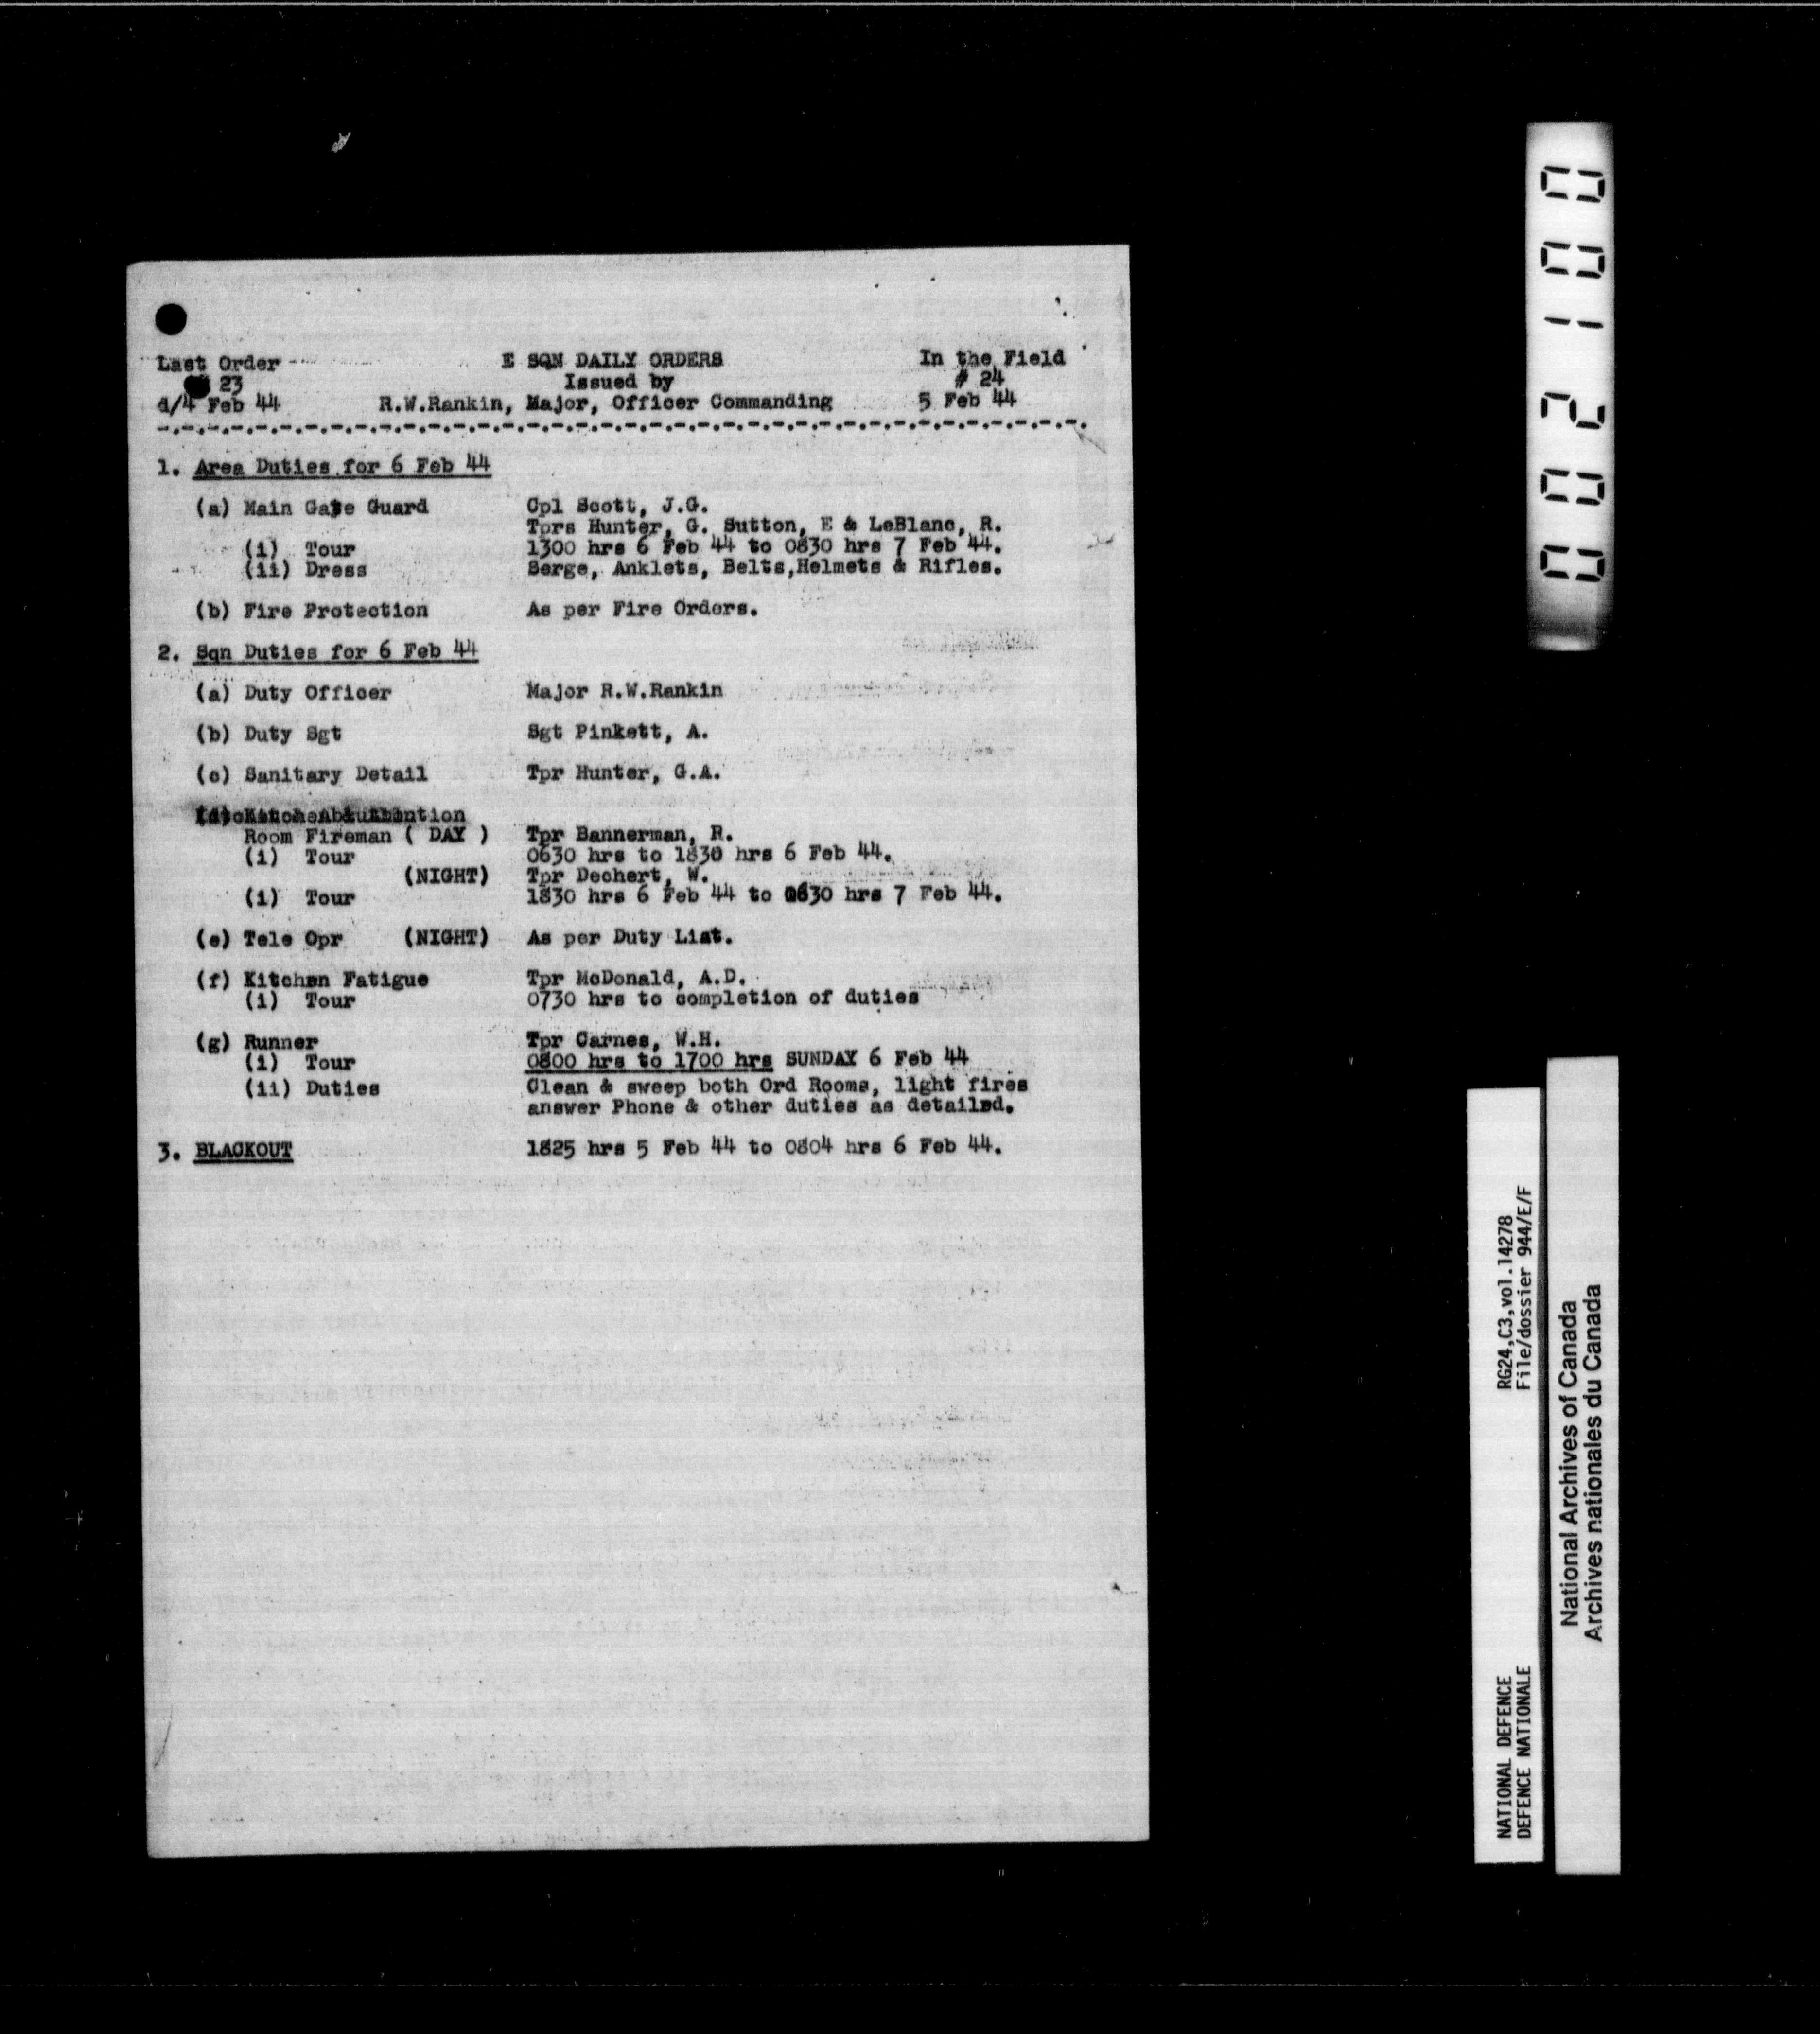 Last Order E SQN DAILY ORDERS In the Field
23 Issued by # 24
d/4 Feb 44 R.W.Rankin, Major, Officer Commanding 5 Feb 44
1. Area Duties for 6 Feb 44
(a) Main Gate Guard Cpl Scott, J.G.
Tprs Hunter, G. Sutton, E & LeBlanc, R.
(i) Tour 1300 hrs 6 Feb 44 to 0830 hrs 7 Feb 44.
(ii) Dress Serge, Anklets, Belts,Helmets & Rifles.
(b) Fire Protection As per Fire Orders.
2. Sqn Duties for 6 Feb 44
(a) Duty Officer Major R.W.Rankin
(b) Duty Sgt Sgt Pinkett, A.
(c) Sanitary Detail Tpr Hunter, G.A.
Room Fireman ( DAY ) Tpr Bannerman, R.
(i) Tour 0630 hrs to 1830 hrs 6 Feb 44.
(NIGHT) Tpr Dechert, W.
(i) Tour 1830 hrs 6 Feb 44 to 0630 hrs 7 Feb 44.
(e) Tele Opr (NIGHT) As per Duty List.
(f) Kitchen Fatigue Tpr McDonald, A.D.
(i) Tour 0730 hrs to completion of duties
(g) Runner Tpr Carnes, W.H.
(i) Tour 0800 hrs to 1700 hrs SUNDAY 6 Feb 44
(ii) Duties Clean & sweep both Ord Rooms, light fires
answer Phone & other duties as detailed.
3. BLACKOUT 1825 hrs 5 Feb 44 to 0804 hrs 6 Feb 44.
002100
NATIONAL DEFENCE RG24,C3,vol.14278
DEFENCE NATIONALE File/dossier 944/E/F
National Archives of Canada
Archives nationales du Canada